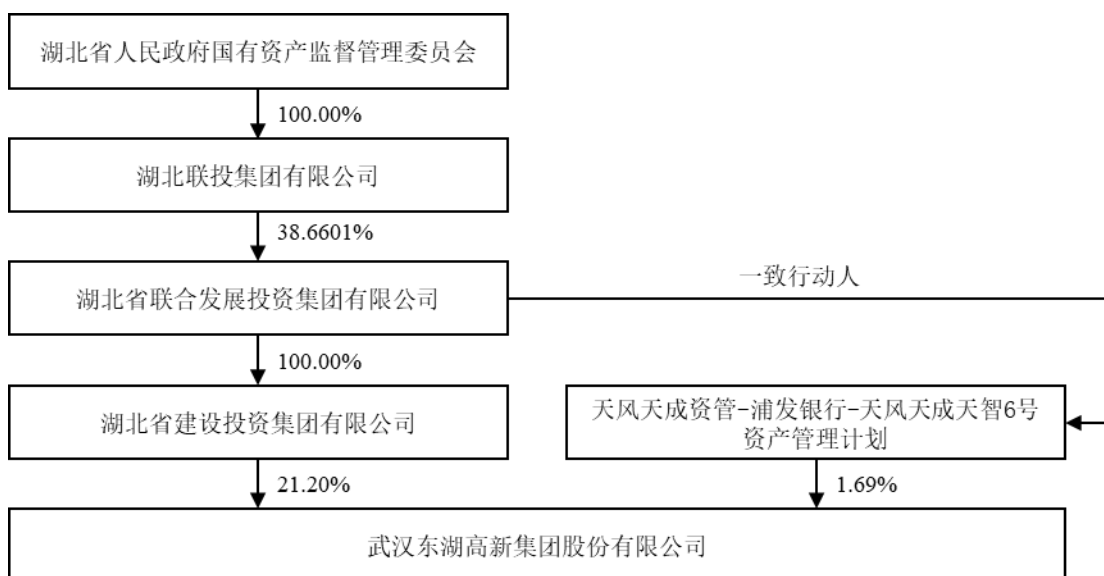 湖北省人民政府国有资产监督管理委员会
100.00%
湖北联投集团有限公司
38.6601%
湖北省联合发展投资集团有限公司
一致行动人
100.00%
湖北省建设投资集团有限公司
天风天成资管-浦发银行-天风天成天智6号
资产管理计划
21.20%
1.69%
武汉东湖高新集团股份有限公司